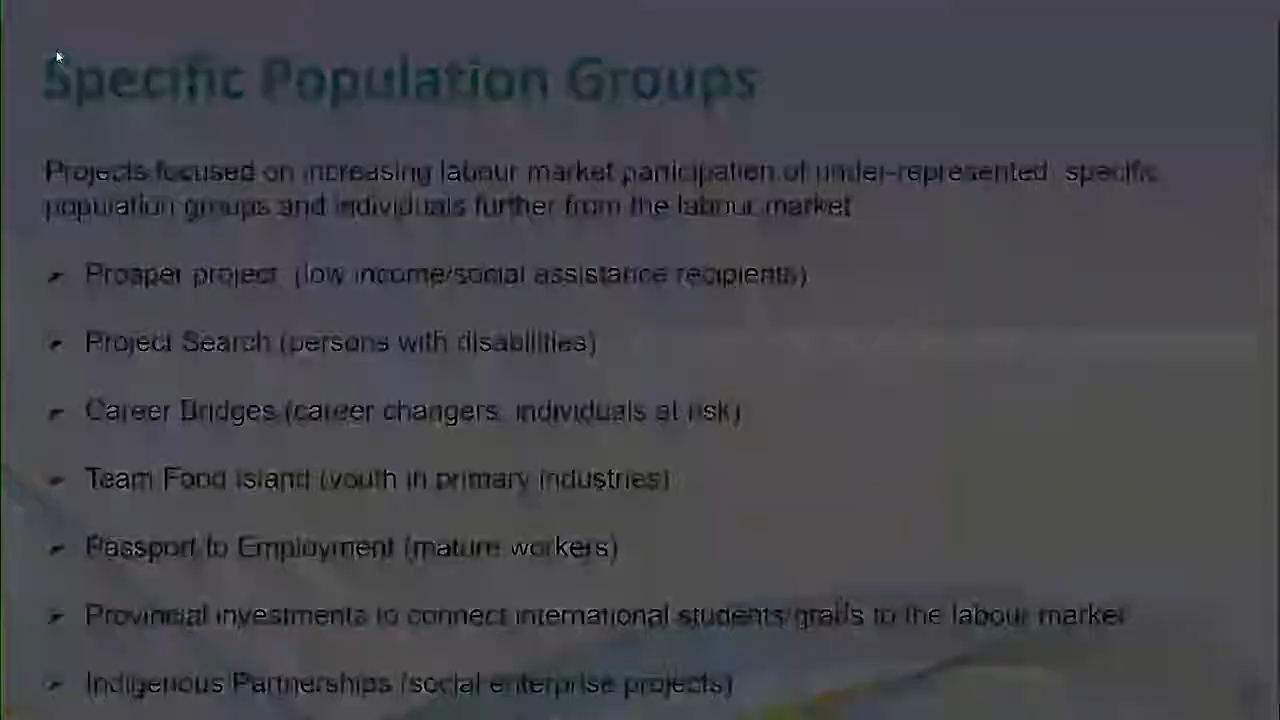 Specific Population Groups
Projects focused on increasing labour market participation of under-represented, specific
population groups and individuals further from the labour market
Prosper project (low income/social assistance recipients)
Project Search (persons with disabilities)
Career Bridges (career changers, individuals at risk)
Team Food Island (youth in primary industries)
Passport to Employment (mature workers)
Provincial investments to connect international students/grads to the labour market
Indigenous Partnerships (social enterprise projects)